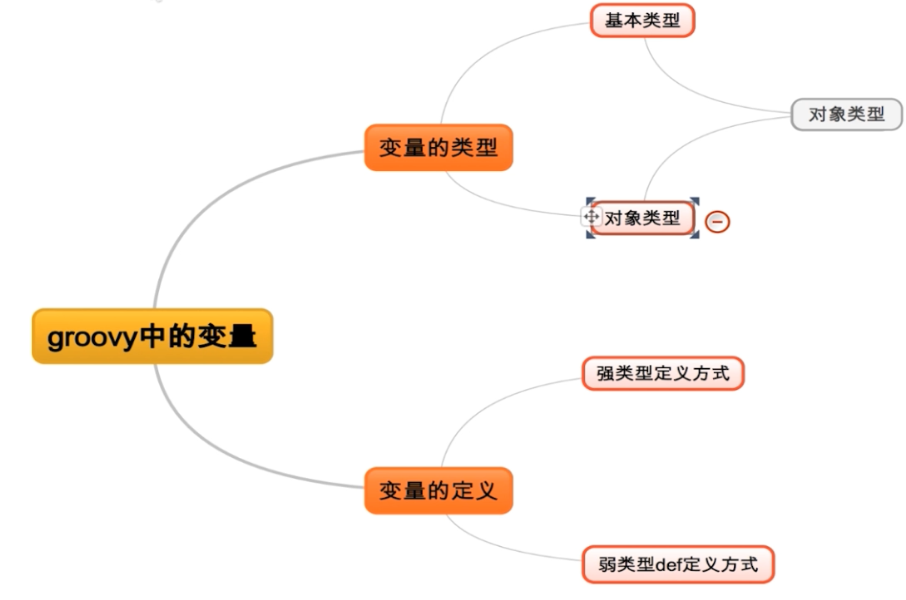 基本类型
对象类型
变量的类型
对象类型
groovy中的变量
强类型定义方式
变量的定义
弱类型def定义方式